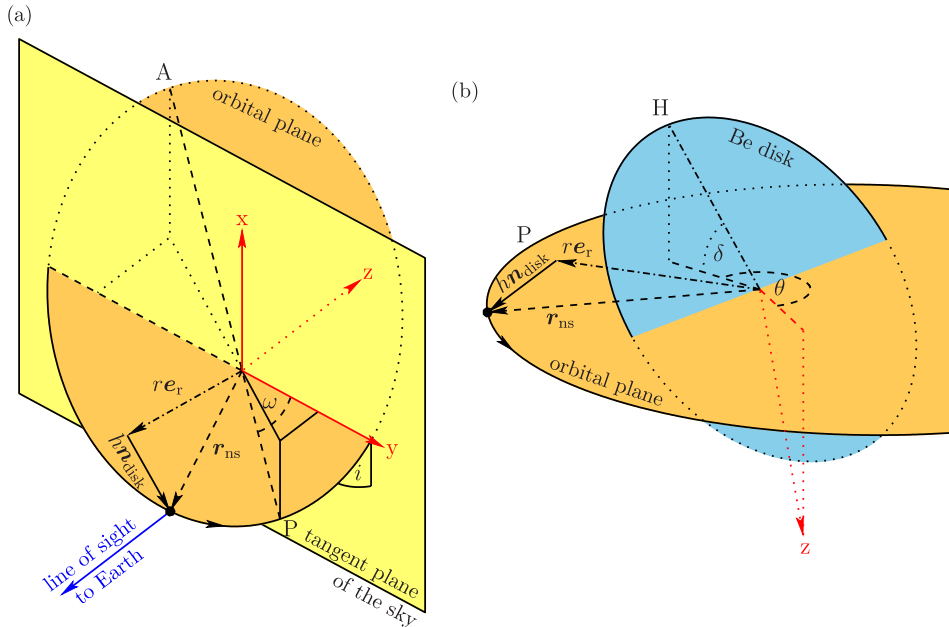 (a)
A
orbital plane
x
z
re_r
ω
hn_disk
r_ns
y
i
P
line of sight
to Earth
tangent plane
of the sky
(b)
H
Be disk
P
re_r
δ
hn_disk
θ
r_ns
orbital plane
z